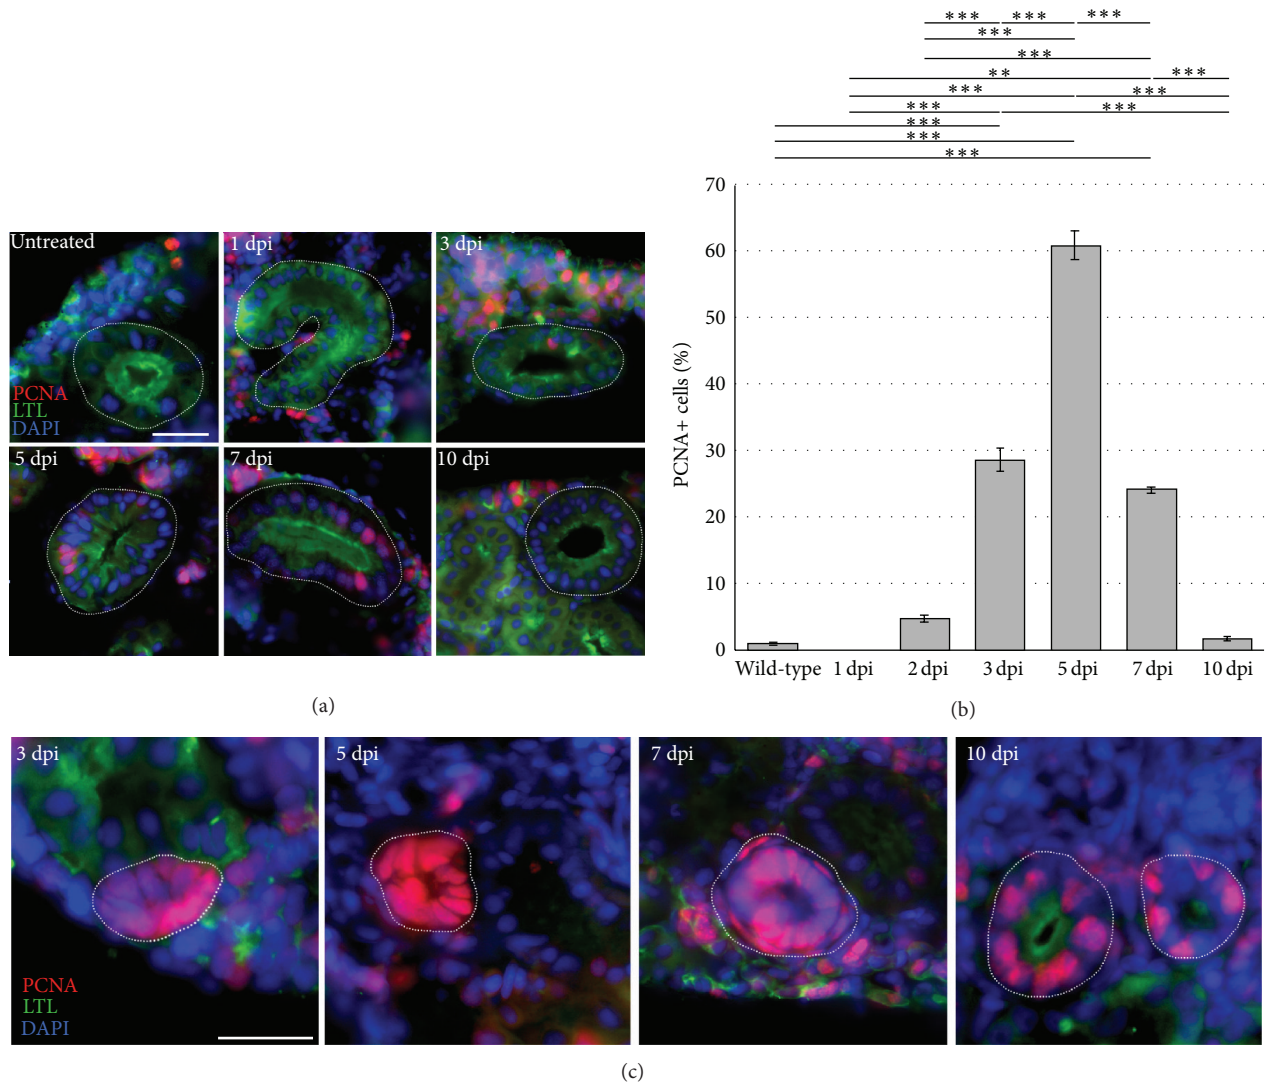 *** *** ***
***
***
** ***
*** ***
*** ***
***
***
***
Untreated
1 dpi
3 dpi
PCNA
LTL
DAPI
5 dpi
7 dpi
10 dpi
(a)
PCNA+ cells (%)
70
60
50
40
30
20
10
0
Wild-type 1 dpi 2 dpi 3 dpi 5 dpi 7 dpi 10 dpi
(b)
3 dpi
5 dpi
7 dpi
10 dpi
PCNA
LTL
DAPI
(c)